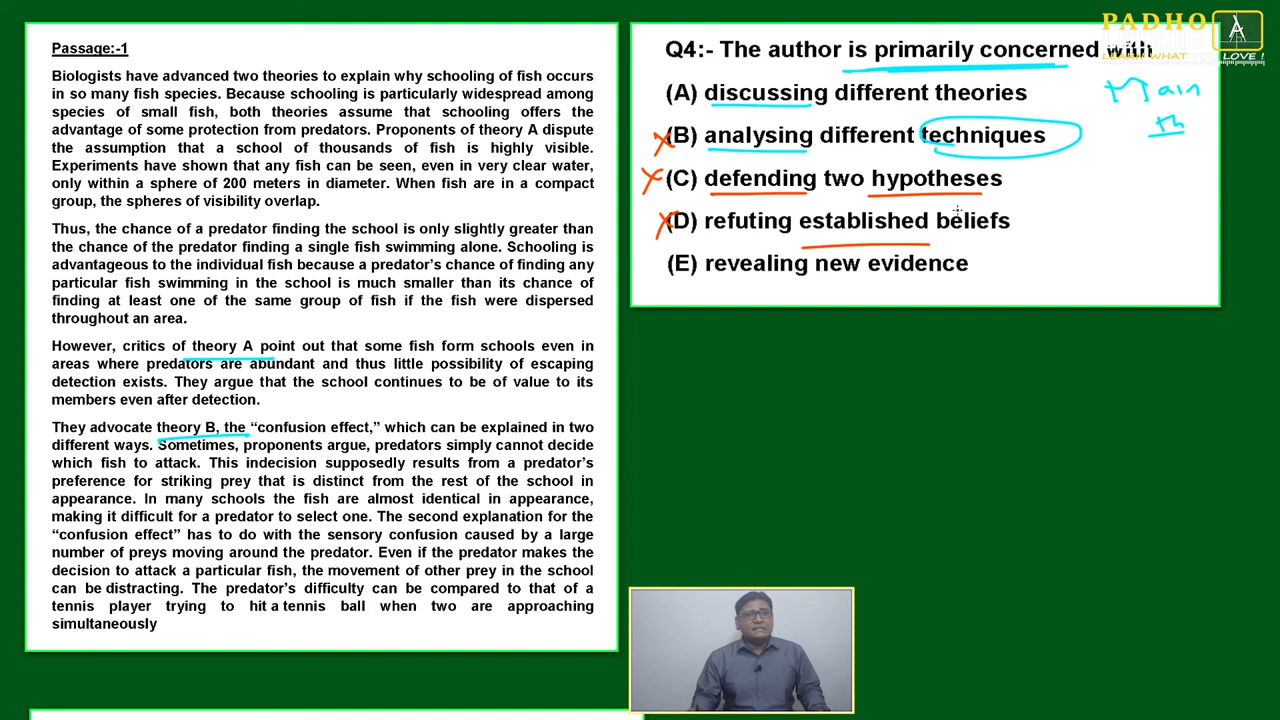 Passage:-1
Biologists have advanced two theories to explain why schooling of fish occurs
in so many fish species. Because schooling is particularly widespread among
species of small fish, both theories assume that schooling offers the
advantage of some protection from predators. Proponents of theory A dispute
the assumption that a school of thousands of fish is highly visible.
Experiments have shown that any fish can be seen, even in very clear water,
only within a sphere of 200 meters in diameter. When fish are in a compact
group, the spheres of visibility overlap.
Thus, the chance of a predator finding the school is only slightly greater than
the chance of the predator finding a single fish swimming alone. Schooling is
advantageous to the individual fish because a predator's chance of finding any
particular fish swimming in the school is much smaller than its chance of
finding at least one of the same group of fish if the fish were dispersed
throughout an area.
However, critics of theory A point out that some fish form schools even in
areas where predators are abundant and thus little possibility of escaping
detection exists. They argue that the school continues to be of value to its
members even after detection.
They advocate theory B, the “confusion effect,” which can be explained in two
different ways. Sometimes, proponents argue, predators simply cannot decide
which fish to attack. This indecision supposedly results from a predator's
preference for striking prey that is distinct from the rest of the school in
appearance. In many schools the fish are almost identical in appearance,
making it difficult for a predator to select one. The second explanation for the
“confusion effect” has to do with the sensory confusion caused by a large
number of preys moving around the predator. Even if the predator makes the
decision to attack a particular fish, the movement of other prey in the school
can be distracting. The predator's difficulty can be compared to that of a
tennis player trying to hit a tennis ball when two are approaching
simultaneously
PADHO
LEARN WHAT YOU LOVE !
Q4:- The author is primarily concerned with
(A) discussing different theories
(B) analysing different techniques
(C) defending two hypotheses
(D) refuting established beliefs
(E) revealing new evidence
Main
th